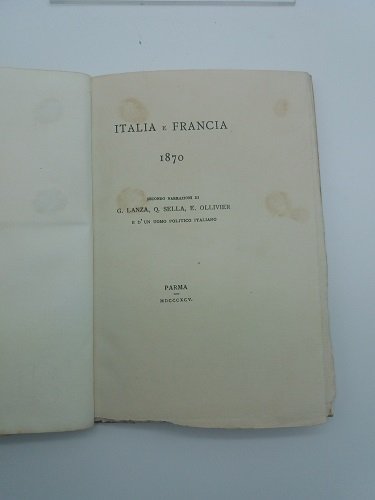 ITALIA E FRANCIA
1870
SECONDO NARRAZIONI DI
G. LANZA, Q. SELLA, E. OLLIVIER
E D'UN UOMO POLITICO ITALIANO
PARMA
MDCCCXCV.